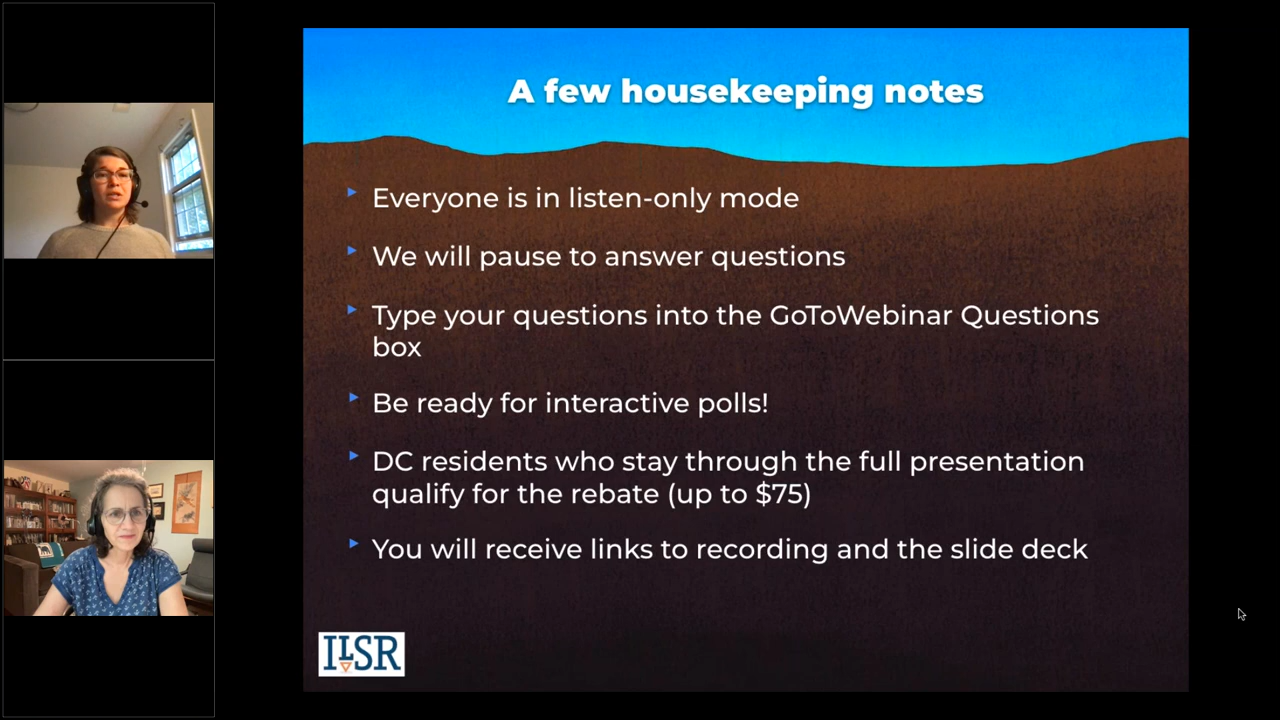 A few housekeeping notes
Everyone is in listen-only mode
We will pause to answer questions
Type your questions into the GoToWebinar Questions
box
Be ready for interactive polls!
DC residents who stay through the full presentation
qualify for the rebate (up to $75)
You will receive links to recording and the slide deck
ILSR